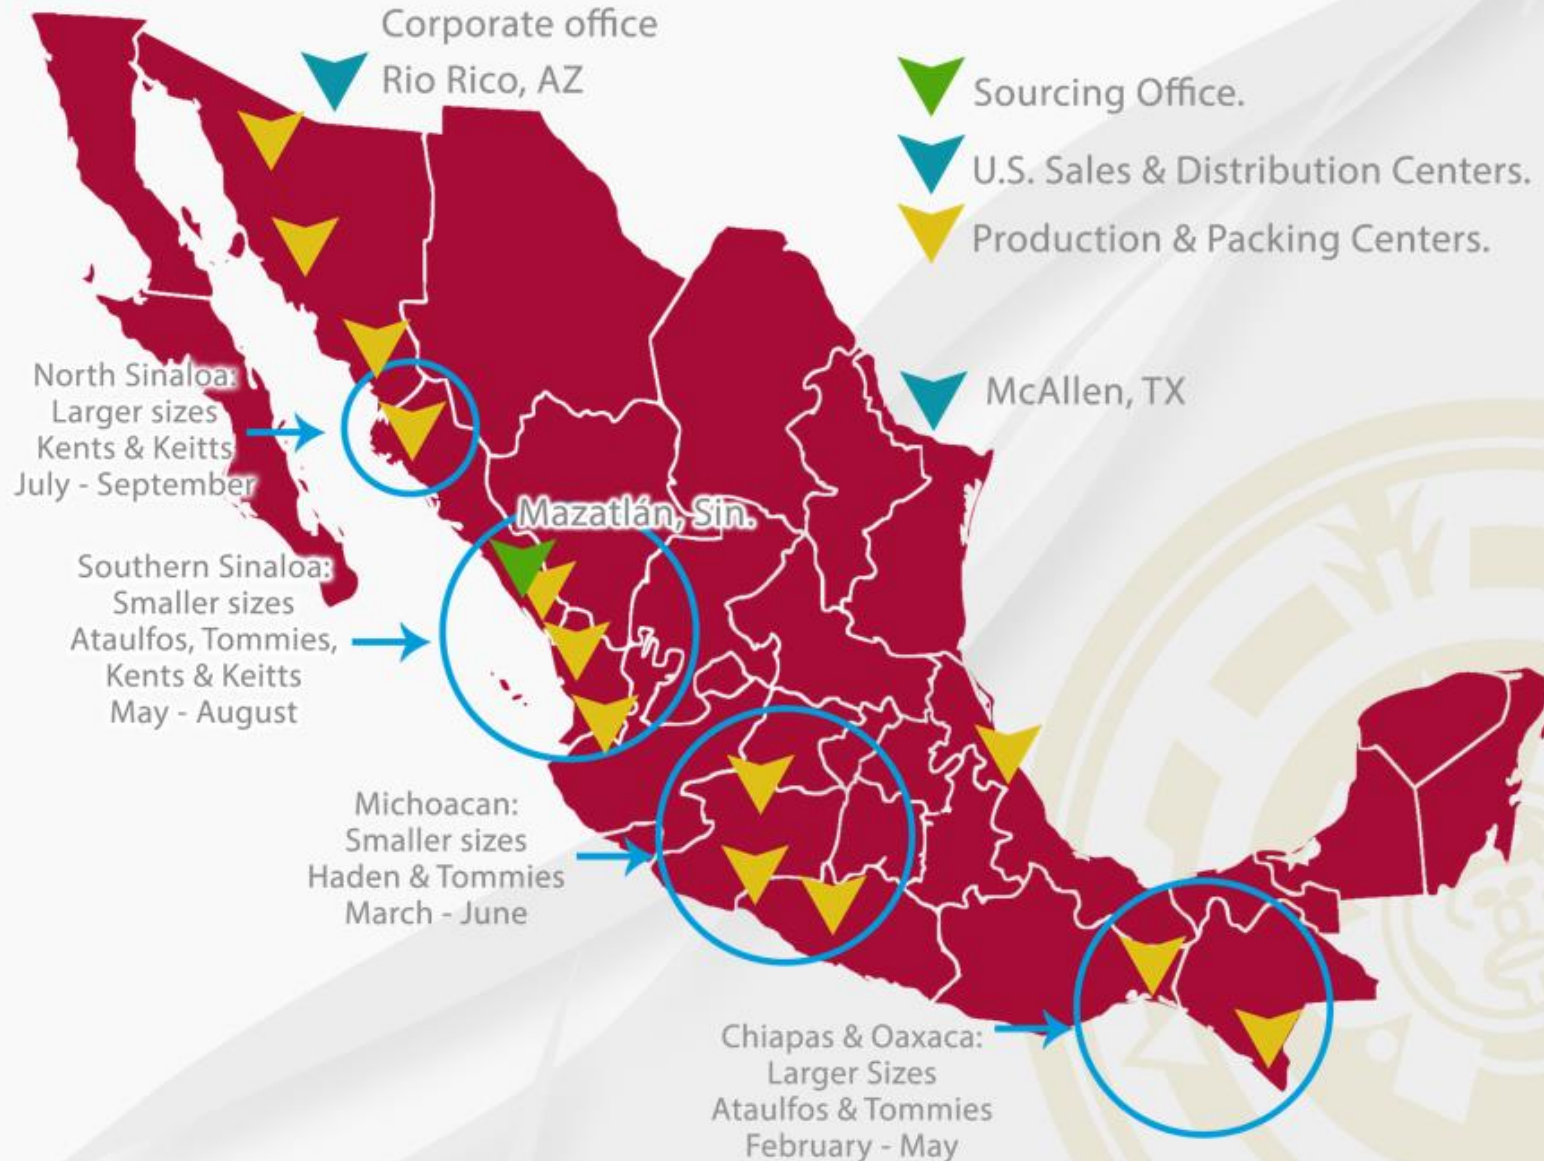 Corporate office
Rio Rico, AZ
Sourcing Office.
U.S. Sales & Distribution Centers.
Production & Packing Centers.
McAllen, TX
North Sinaloa:
Larger sizes
Kents & Keitts
July - September
Mazatlán, Sin.
Southern Sinaloa:
Smaller sizes
Ataulfos, Tommies,
Kents & Keitts
May - August
Michoacan:
Smaller sizes
Haden & Tommies
March - June
Chiapas & Oaxaca:
Larger Sizes
Ataulfos & Tommies
February - May